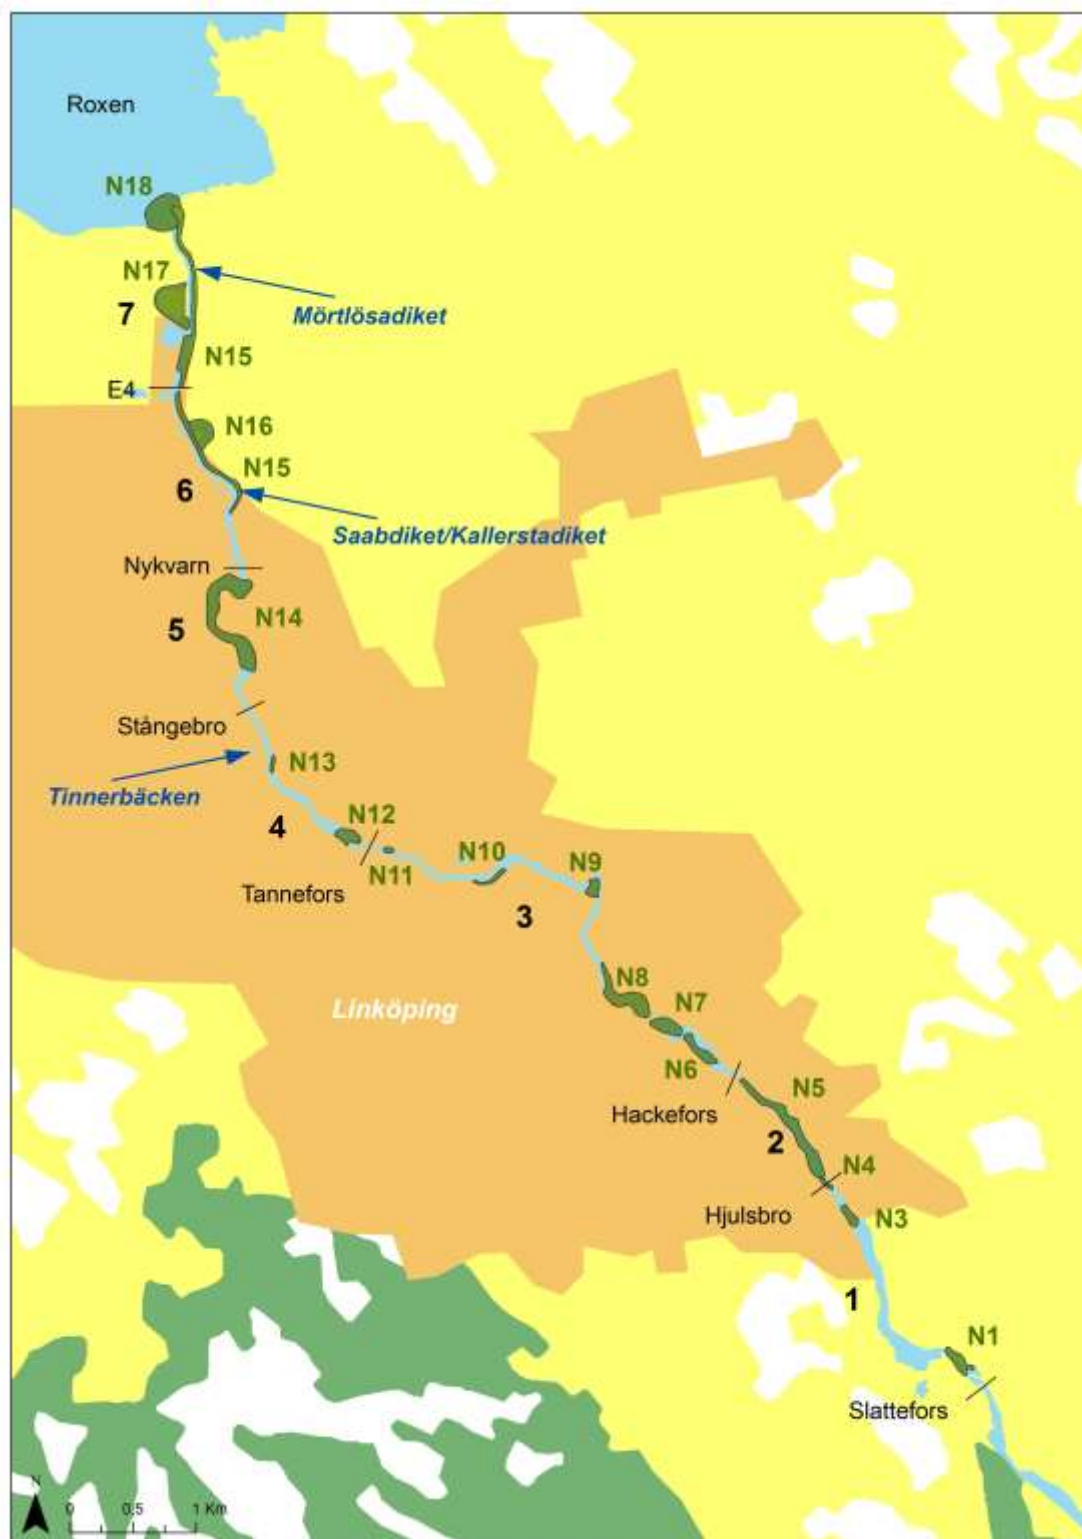 Roxen
N18
N17
7
Mörtlösadiket
N15
E4
N16
N15
6
Saabdiket/Kallerstadiket
Nykvarn
N14
5
Stångebro
N13
Tinnerbäcken
N12
4
N10
N9
N11
Tannefors
3
N8
Linköping
N7
N6
N5
Hackefors
2
N4
Hjulsbro
N3
1
N1
Slattefors
N
0 0.5 1 Km